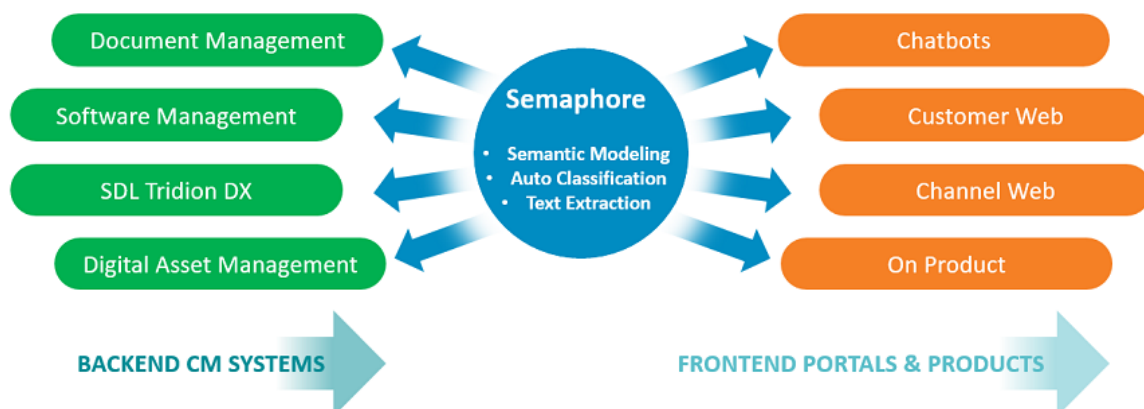 Document Management
Software Management
SDL Tridion DX
Digital Asset Management
Semaphore
• Semantic Modeling
• Auto Classification
• Text Extraction
Chatbots
Customer Web
Channel Web
On Product
BACKEND CM SYSTEMS
FRONTEND PORTALS & PRODUCTS